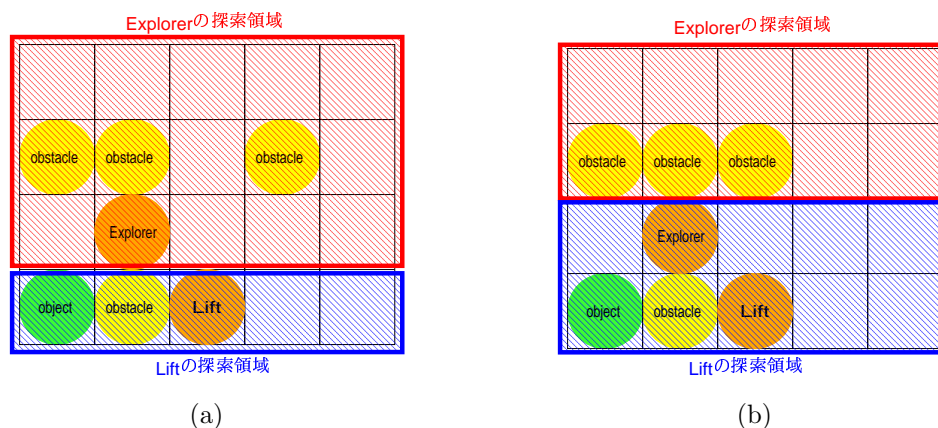 Explorerの探索領域
obstacle obstacle obstacle
Explorer
object obstacle Lift
Liftの探索領域
(a)
Explorerの探索領域
obstacle obstacle obstacle
Explorer
object obstacle Lift
Liftの探索領域
(b)